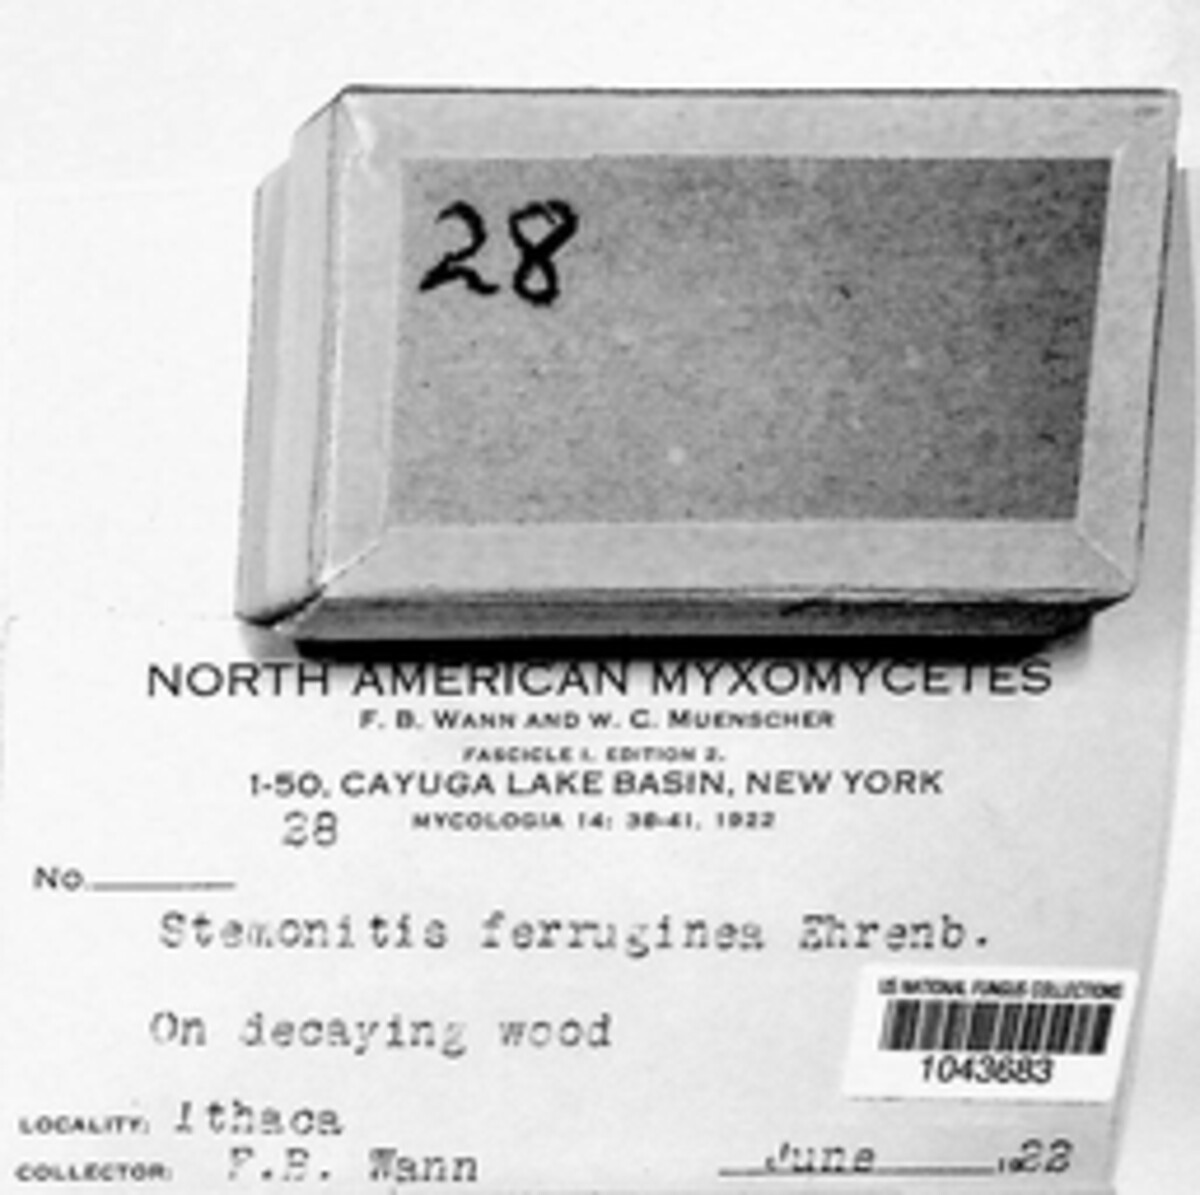 28
NORTH AMERICAN MYXOMYCETES
F. B. WANN AND W. C. MUENSCHER
FASCICLE I. EDITION 2.
1-50, CAYUGA LAKE BASIN, NEW YORK
MYCOLOGIA 14: 38-41, 1922
28
No.
Stemonitis ferruginea Ehrenb.
On decaying wood
US NATIONAL FUNGUS COLLECTIONS
1043683
LOCALITY: Ithaca
COLLECTOR: F.B. Wann
June 1922